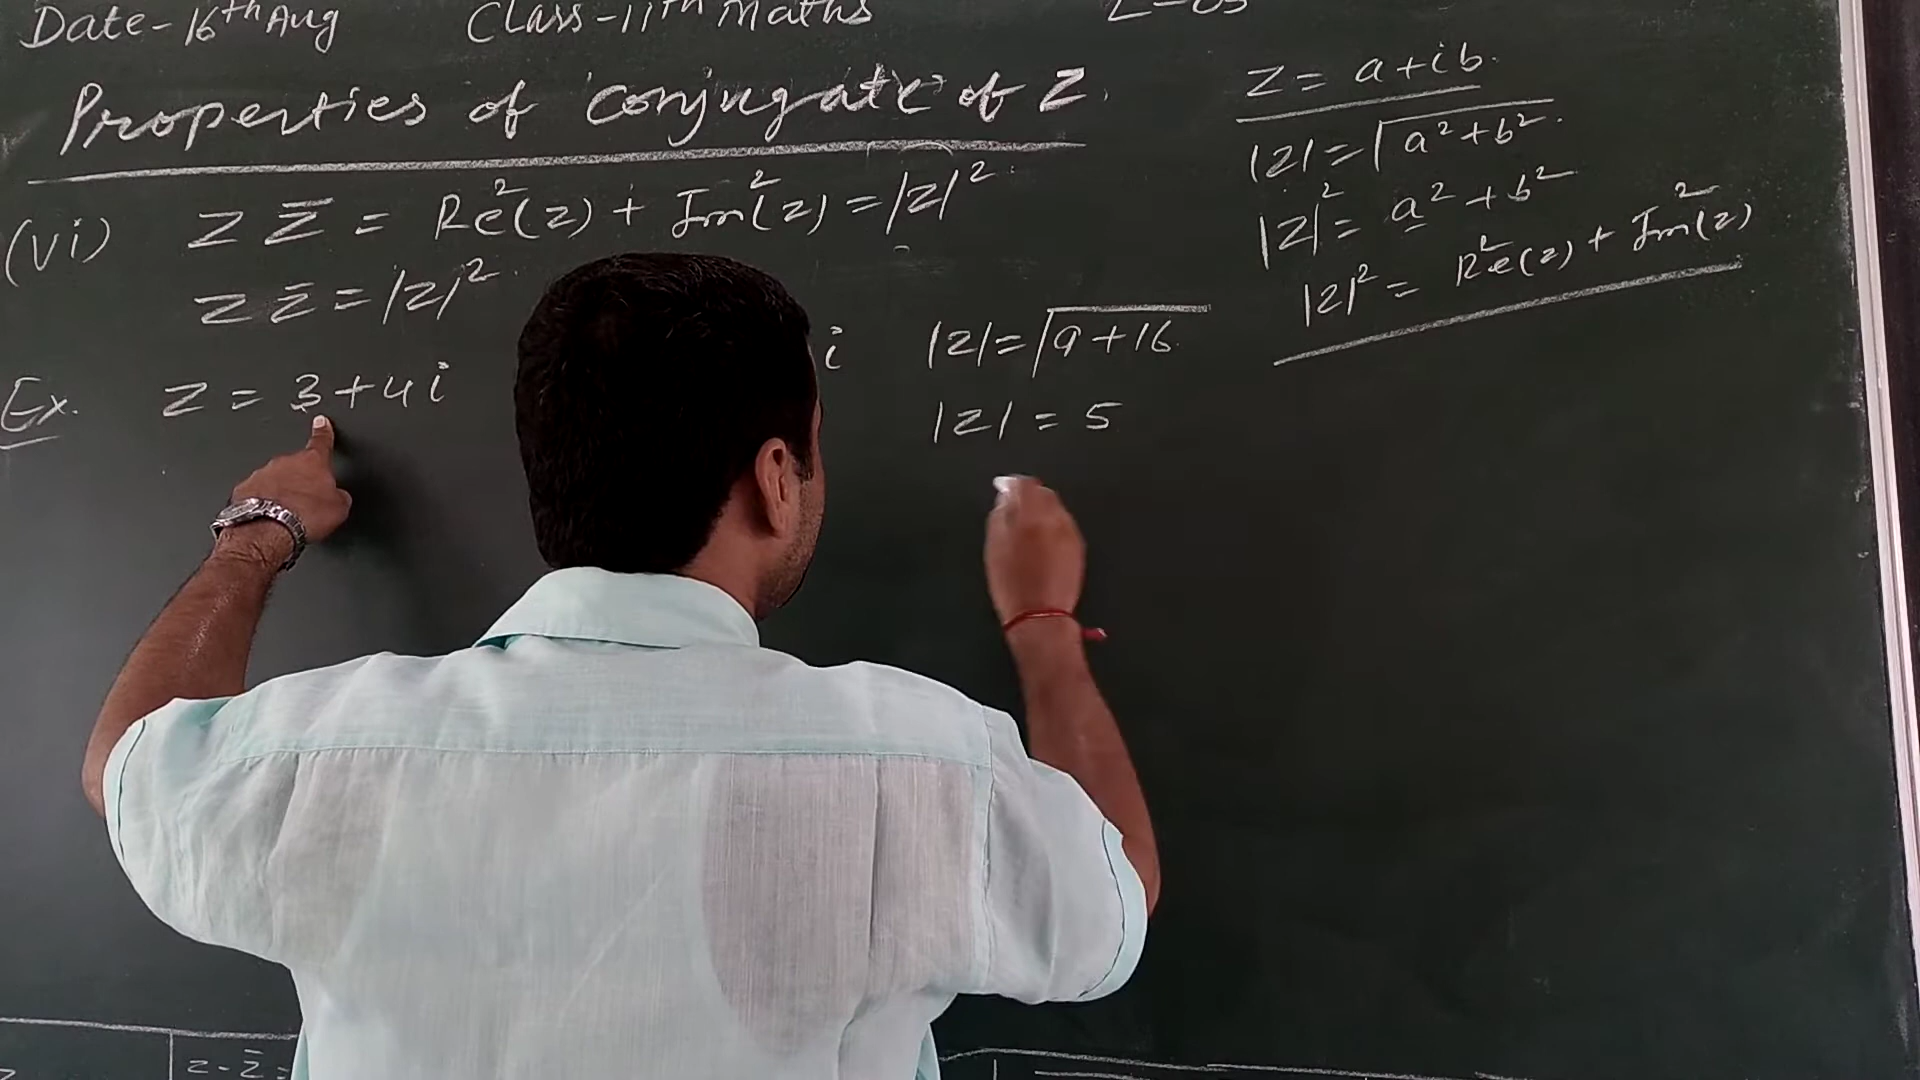 Date-16th Aug Class-11th Maths L-03
Properties of 'Conjugate' of Z.
(vi) Z Z̅ = Re²(z) + Im²(z) = |z|²
Z Z̅ = |z|²
Ex. Z = 3+4i
i
|z| = √9+16
|z| = 5
Z = a+ib.
|z| = √a²+b².
|z|² = a²+b²
|z|² = Re²(z) + Im²(z)
z-z̅ =